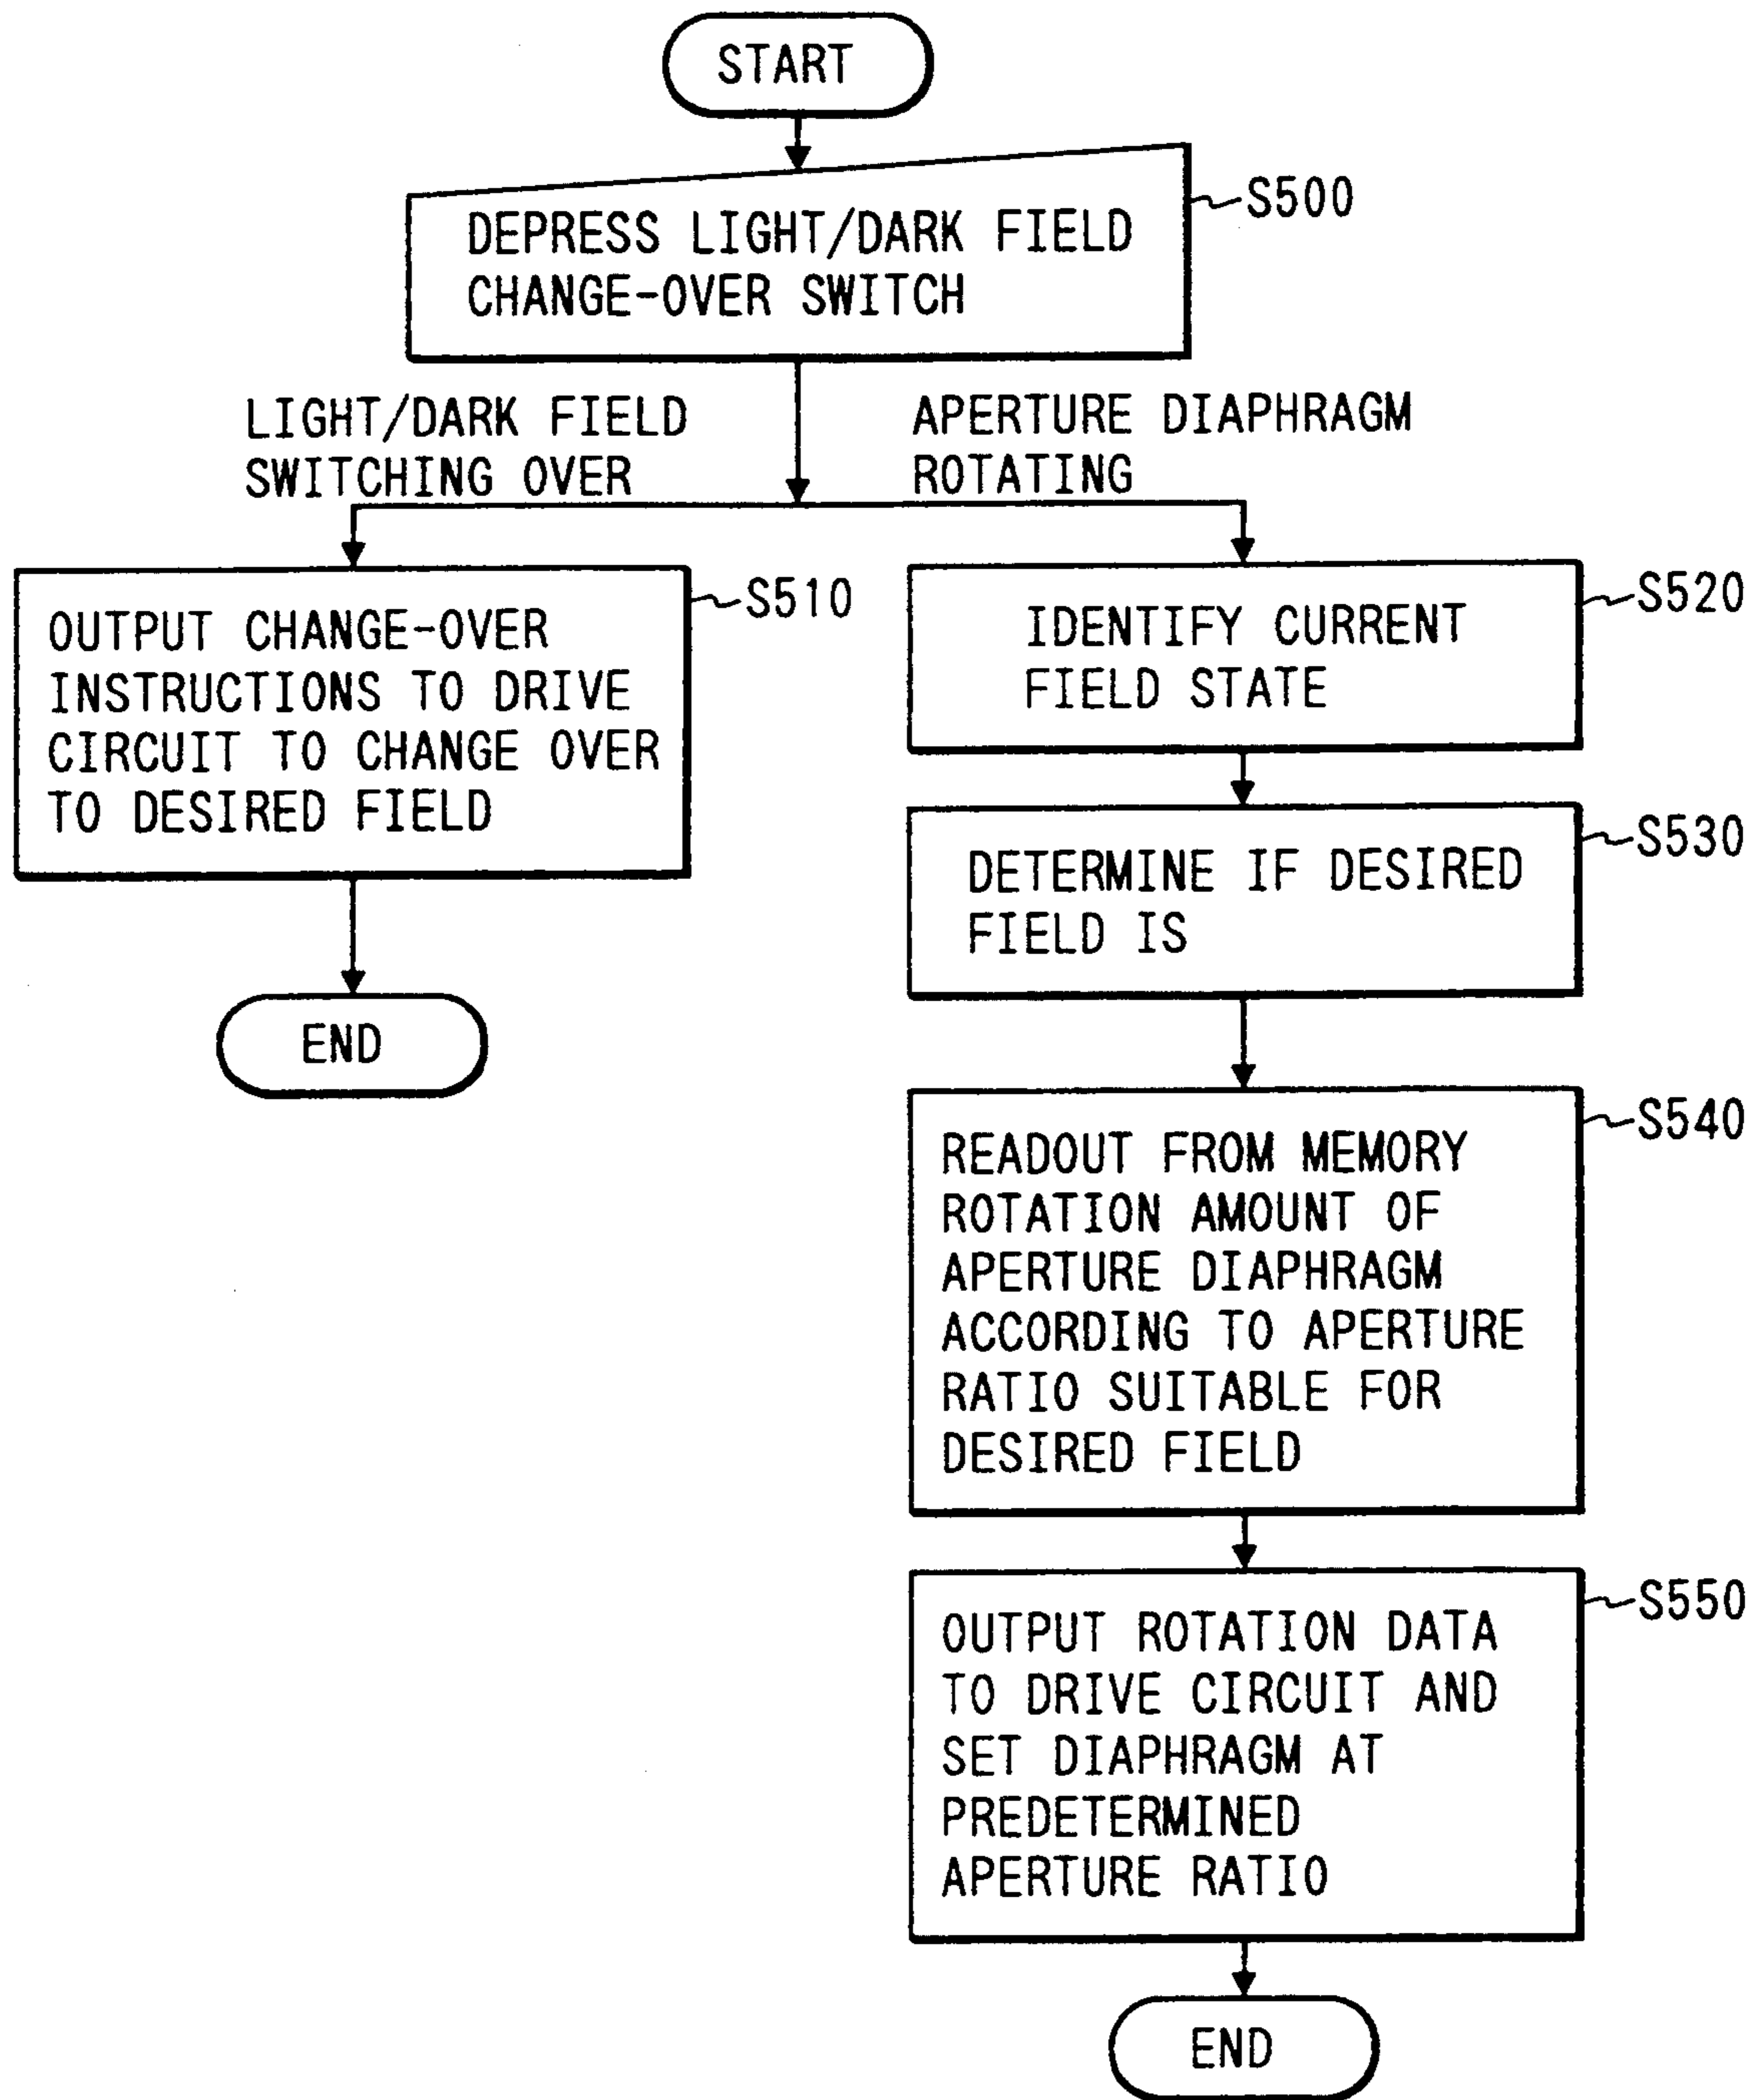 START
DEPRESS LIGHT/DARK FIELD
CHANGE-OVER SWITCH
S500
LIGHT/DARK FIELD
SWITCHING OVER
APERTURE DIAPHRAGM
ROTATING
OUTPUT CHANGE-OVER
INSTRUCTIONS TO DRIVE
CIRCUIT TO CHANGE OVER
TO DESIRED FIELD
S510
END
IDENTIFY CURRENT
FIELD STATE
S520
DETERMINE IF DESIRED
FIELD IS
S530
READOUT FROM MEMORY
ROTATION AMOUNT OF
APERTURE DIAPHRAGM
ACCORDING TO APERTURE
RATIO SUITABLE FOR
DESIRED FIELD
S540
OUTPUT ROTATION DATA
TO DRIVE CIRCUIT AND
SET DIAPHRAGM AT
PREDETERMINED
APERTURE RATIO
S550
END